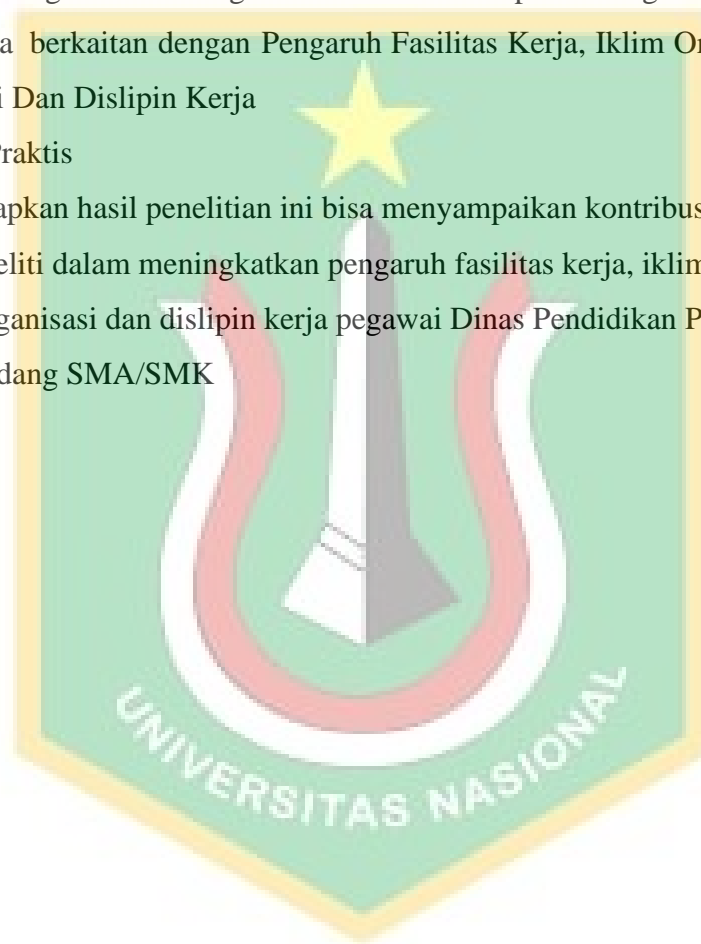 berkaitan dengan Pengaruh Fasilitas Kerja, Iklim Or
i Dan Dislipin Kerja
Praktis
apkan hasil penelitian ini bisa menyampaikan kontribus
eliti dalam meningkatkan pengaruh fasilitas kerja, iklim
ganisasi dan dislipin kerja pegawai Dinas Pendidikan P
dang SMA/SMK
UNIVERSITAS NASIONAL